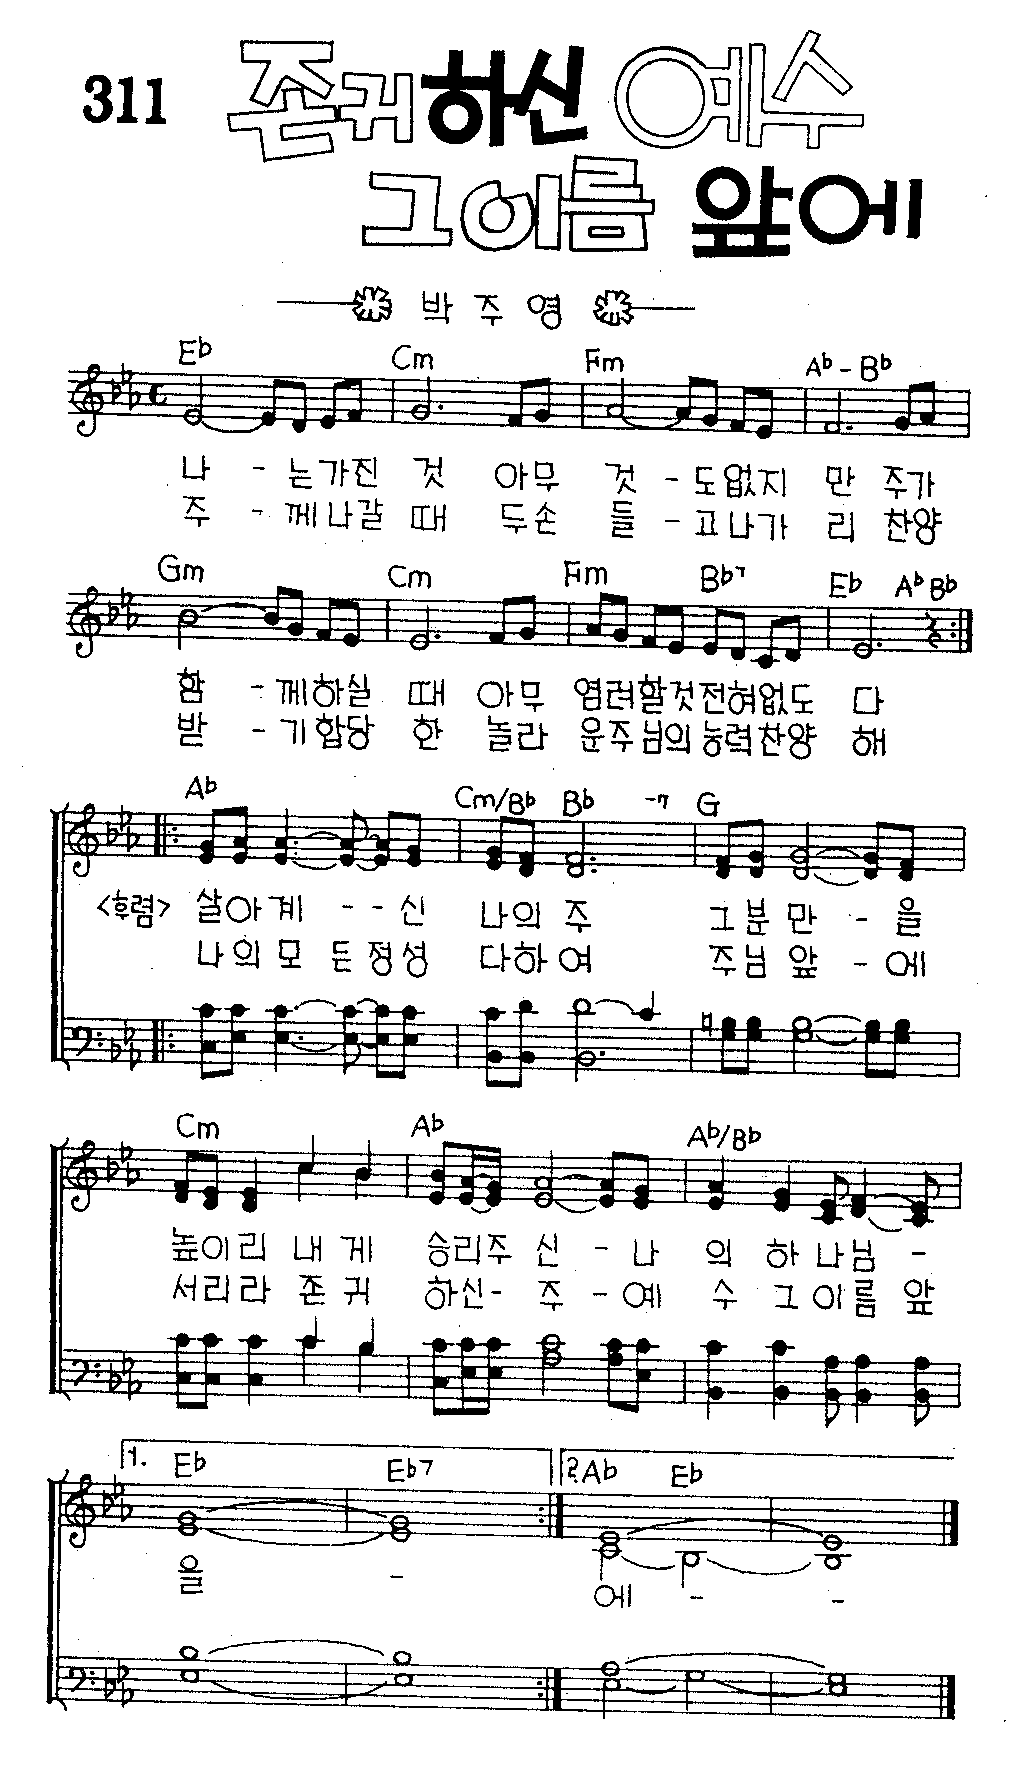 311 존귀하신 예수
그이름 앞에
박 주 영
Eb Cm Fm Ab - Bb
나 - 는가진 것 아무 것 - 도없지 만 주가
주 - 께나갈 때 두손 들 - 고나가 리 찬양
Gm Cm Fm Bb7 Eb Ab Bb
함 - 께하실 때 아무 염려할것전혀없도 다
받 - 기합당 한 놀라 운주님의능력찬양 해
Ab Cm/Bb Bb -7 G
<후렴> 살아계 - - 신 나의 주 그분만 - 을
나의모든정성 다하여 주님앞 - 에
Cm Ab Ab/Bb
높이리 내 게 승리주 신 - 나 의 하나님 -
서리라 존 귀 하신 - 주 - 예 수 그이름 앞
1. Eb Eb7 2. Ab Eb
을 - 에 - -